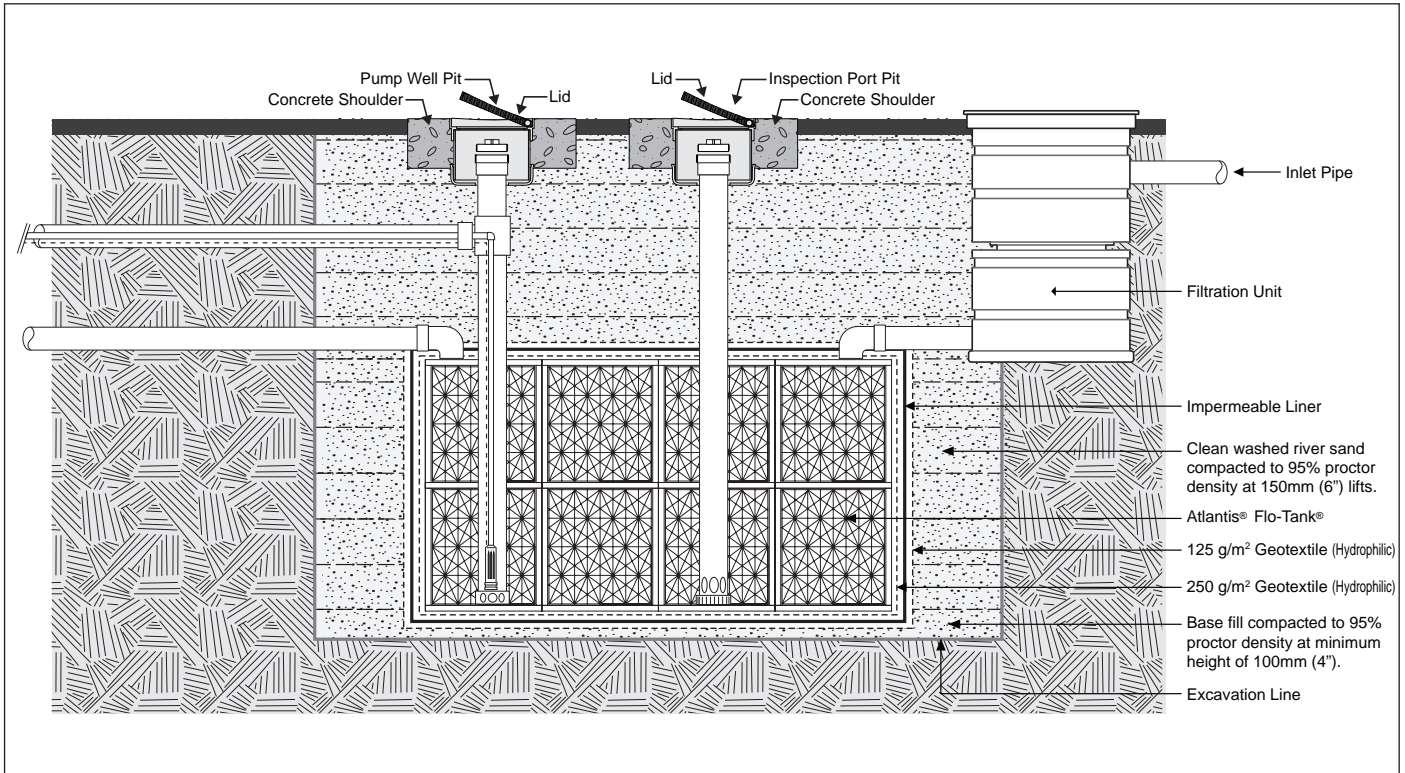 Pump Well Pit
Lid
Inspection Port Pit
Concrete Shoulder
Lid
Concrete Shoulder
Inlet Pipe
Filtration Unit
Impermeable Liner
Clean washed river sand
compacted to 95% proctor
density at 150mm (6”) lifts.
Atlantis® Flo-Tank®
125 g/m² Geotextile (Hydrophilic)
250 g/m² Geotextile (Hydrophilic)
Base fill compacted to 95%
proctor density at minimum
height of 100mm (4”).
Excavation Line